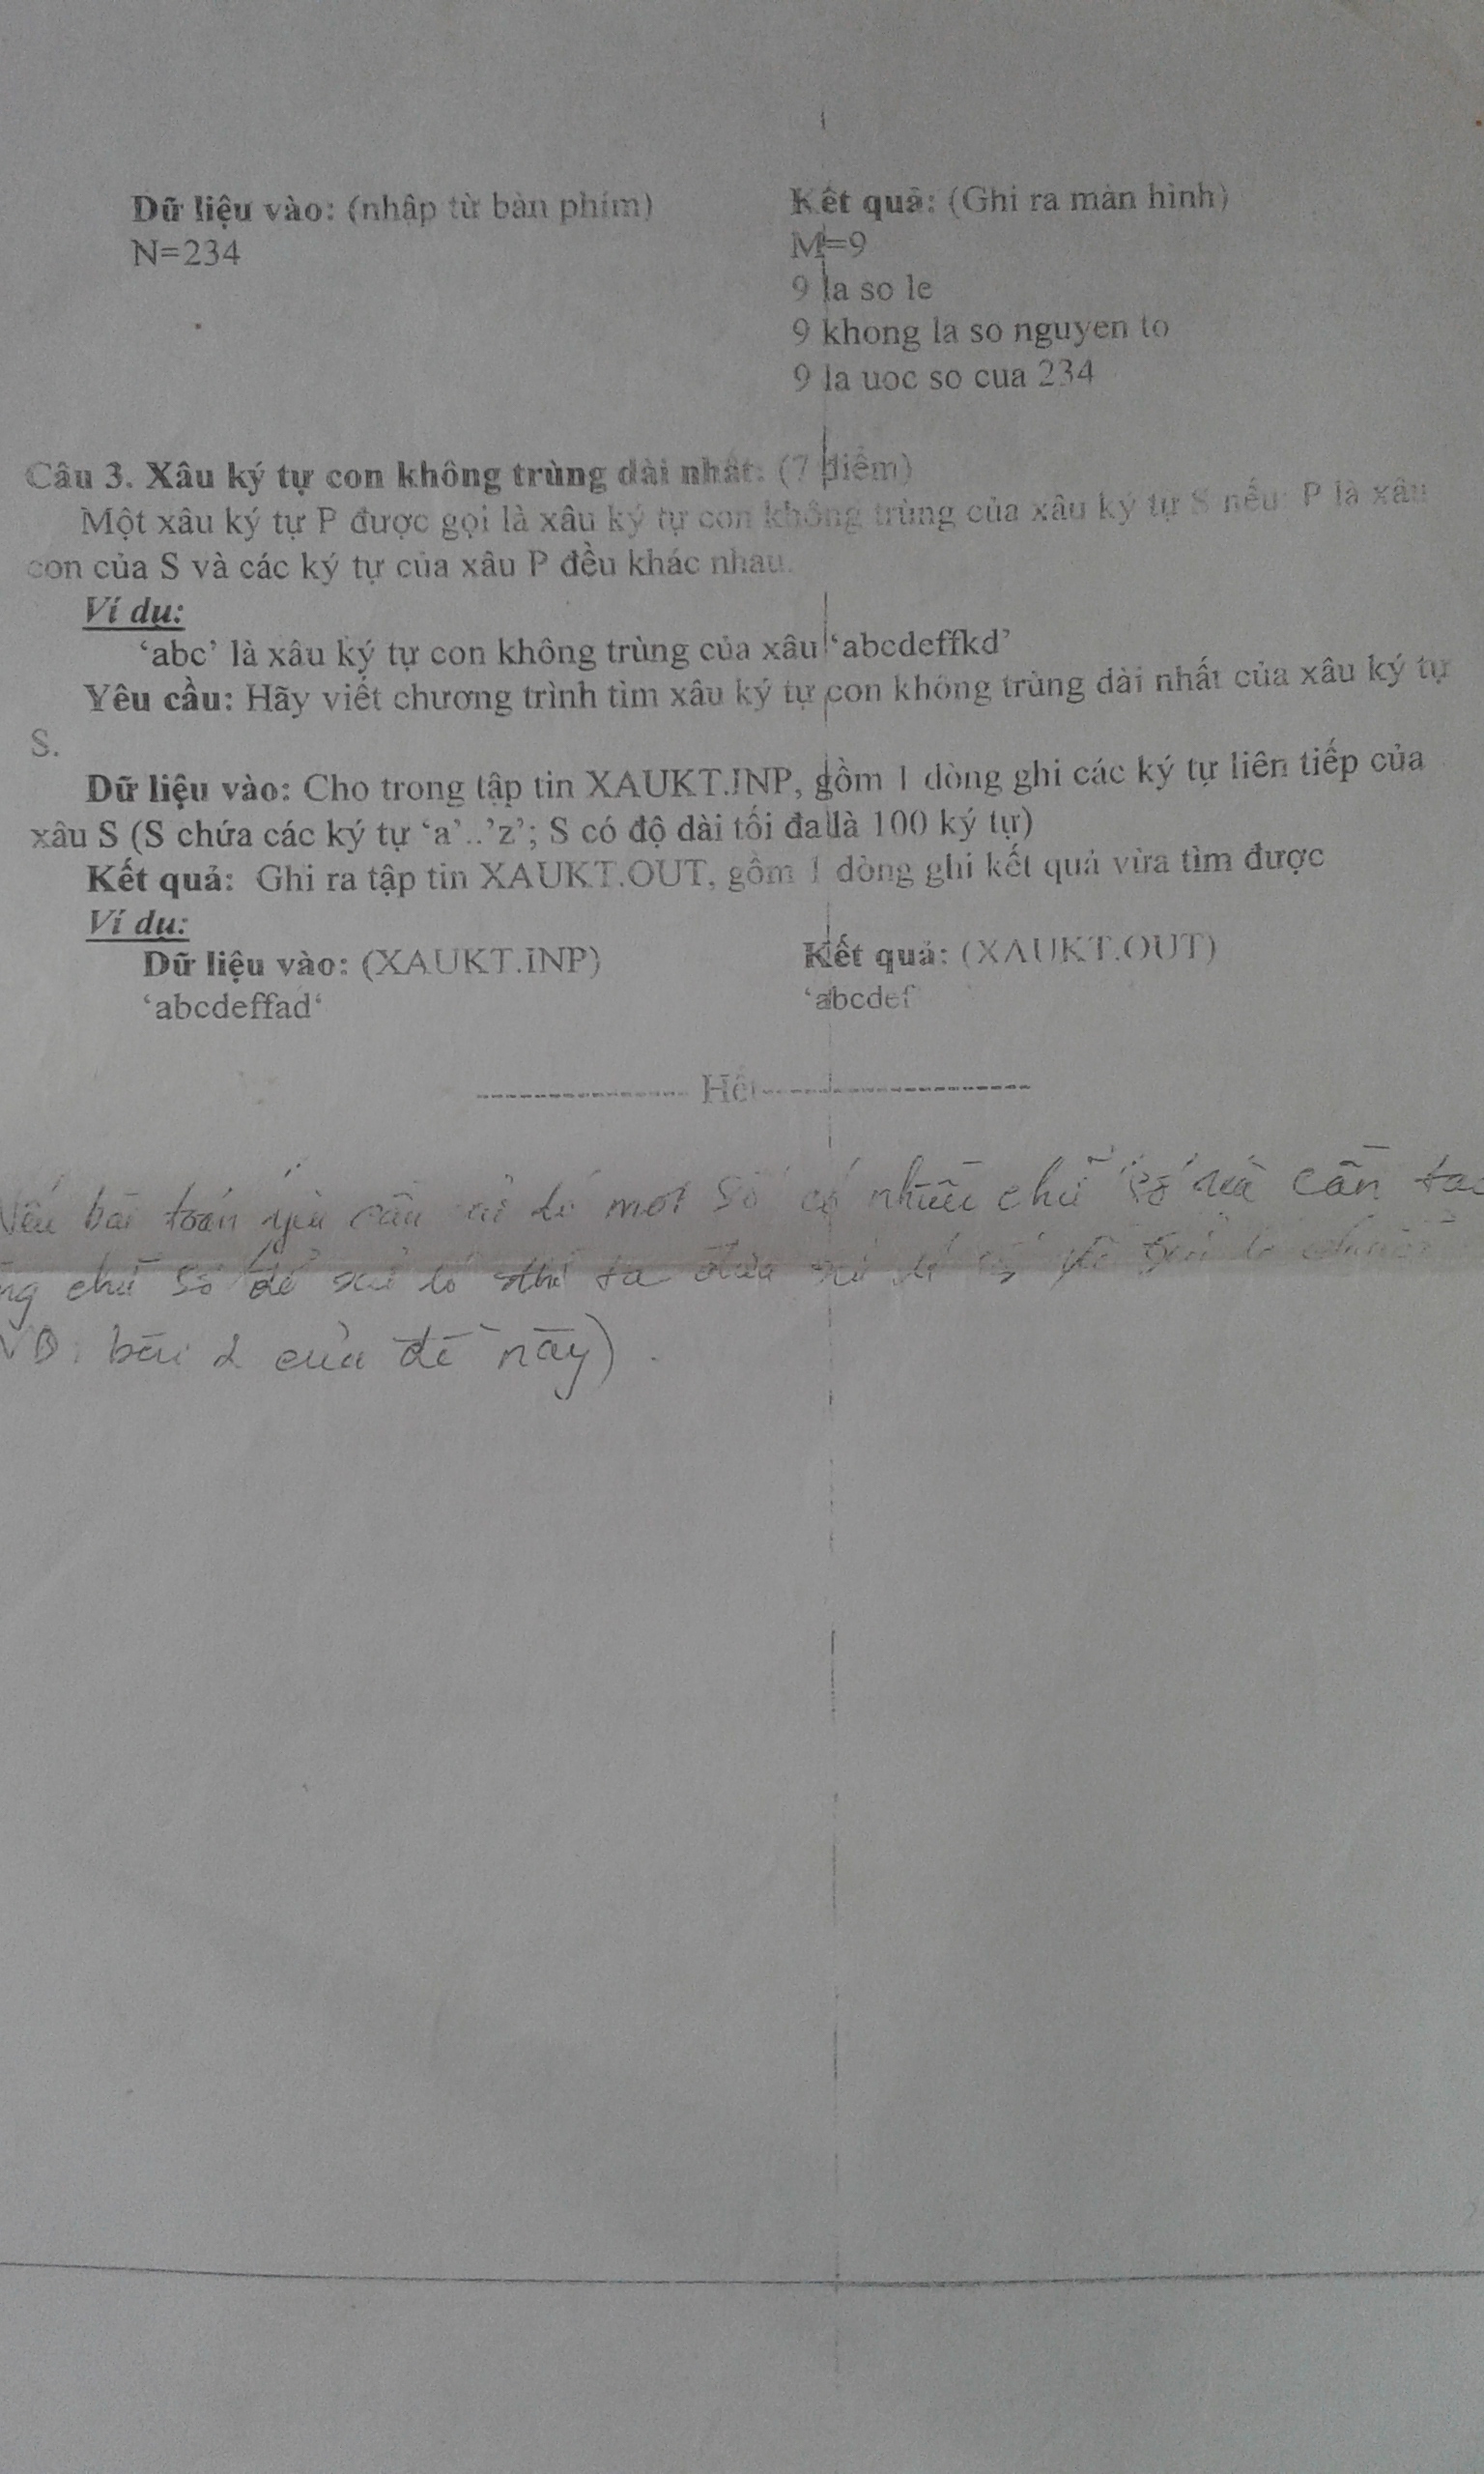 Dữ liệu vào: (nhập từ bàn phím)
N=234
Kết quả: (Ghi ra màn hình)
M=9
9 la so le
9 khong la so nguyen to
9 la uoc so cua 234
Câu 3. Xâu ký tự con không trùng dài nhất: (7 điểm)
Một xâu ký tự P được gọi là xâu ký tự con không trùng của xâu ký tự S nếu: P là xâu
con của S và các ký tự của xâu P đều khác nhau.
Ví dụ:
‘abc’ là xâu ký tự con không trùng của xâu ‘abcdeffkd’
Yêu cầu: Hãy viết chương trình tìm xâu ký tự con không trùng dài nhất của xâu ký tự
S.
Dữ liệu vào: Cho trong tập tin XAUKT.INP, gồm 1 dòng ghi các ký tự liên tiếp của
xâu S (S chứa các ký tự ‘a’..’z’; S có độ dài tối đa là 100 ký tự)
Kết quả: Ghi ra tập tin XAUKT.OUT, gồm 1 dòng ghi kết quả vừa tìm được
Ví dụ:
Dữ liệu vào: (XAUKT.INP)
‘abcdeffad‘
Kết quả: (XAUKT.OUT)
‘abcdef’
---------------- Hết--------------------
Nếu bài toán yêu cầu một số có nhiều chữ số mà cần
chữ số để thì ta đưa
bài 2 của đề này).